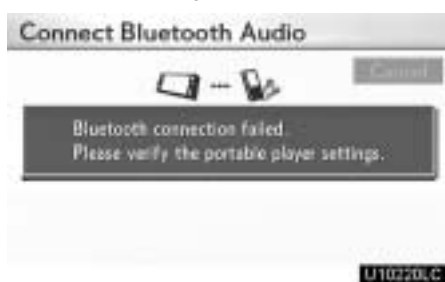 Connect Bluetooth Audio
Cancel
Bluetooth connection failed.
Please verify the portable player settings.
U10220LC